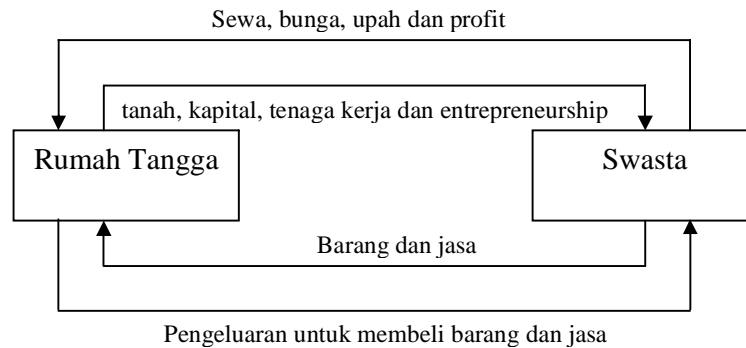 Sewa, bunga, upah dan profit
tanah, kapital, tenaga kerja dan entrepreneurship
Rumah Tangga
Swasta
Barang dan jasa
Pengeluaran untuk membeli barang dan jasa